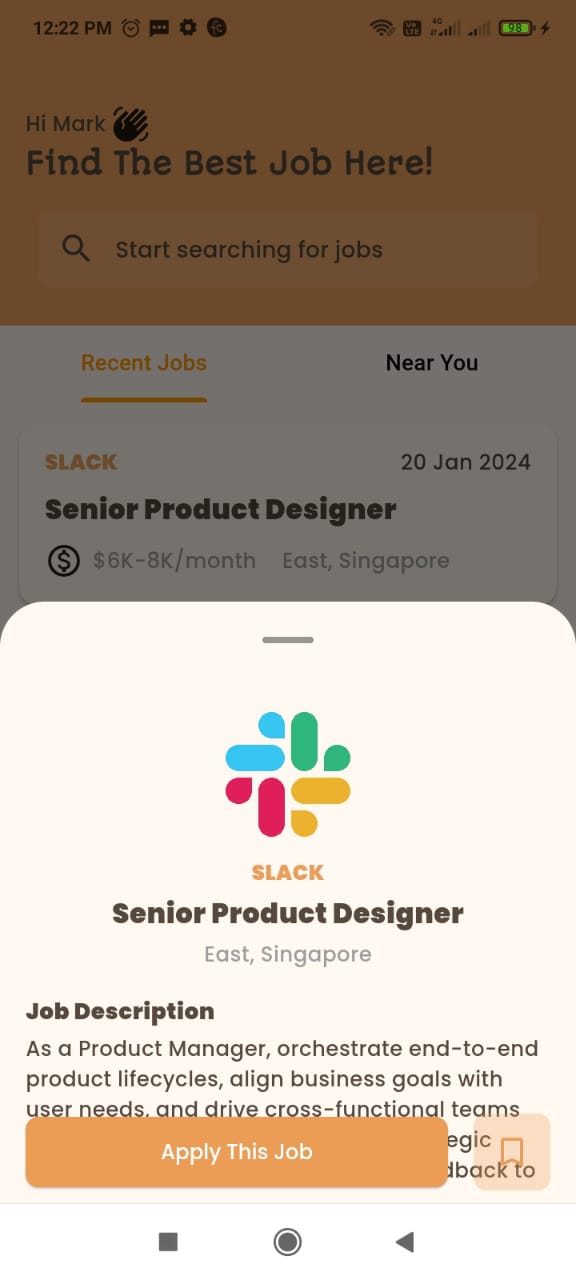 12:22 PM
VoLTE 4G 98
Hi Mark
Find The Best Job Here!
Start searching for jobs
Recent Jobs
Near You
SLACK
20 Jan 2024
Senior Product Designer
$6K-8K/month
East, Singapore
SLACK
Senior Product Designer
East, Singapore
Job Description
As a Product Manager, orchestrate end-to-end
product lifecycles, align business goals with
user needs, and drive cross-functional teams
egic
Apply This Job
dback to